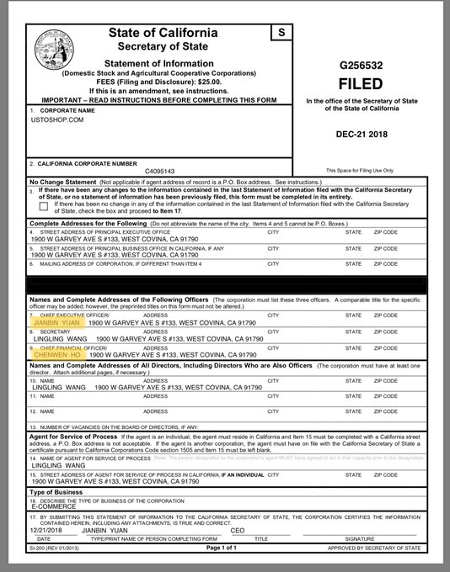 State of California
Secretary of State
S
Statement of Information
(Domestic Stock and Agricultural Cooperative Corporations)
FEES (Filing and Disclosure): $25.00.
If this is an amendment, see instructions.
IMPORTANT – READ INSTRUCTIONS BEFORE COMPLETING THIS FORM
G256532
FILED
In the office of the Secretary of State
of the State of California
DEC-21 2018
1. CORPORATE NAME
USTOSHOP.COM
2. CALIFORNIA CORPORATE NUMBER
C4095143
This Space for Filing Use Only
No Change Statement (Not applicable if agent address of record is a P.O. Box address. See instructions.)
3. If there have been any changes to the information contained in the last Statement of Information filed with the California Secretary
of State, or no statement of information has been previously filed, this form must be completed in its entirety.
If there has been no change in any of the information contained in the last Statement of Information filed with the California Secretary
of State, check the box and proceed to Item 17.
Complete Addresses for the Following (Do not abbreviate the name of the city. Items 4 and 5 cannot be P.O. Boxes.)
4. STREET ADDRESS OF PRINCIPAL EXECUTIVE OFFICE CITY STATE ZIP CODE
1900 W GARVEY AVE S #133, WEST COVINA, CA 91790
5. STREET ADDRESS OF PRINCIPAL BUSINESS OFFICE IN CALIFORNIA, IF ANY CITY STATE ZIP CODE
1900 W GARVEY AVE S #133, WEST COVINA, CA 91790
6. MAILING ADDRESS OF CORPORATION, IF DIFFERENT THAN ITEM 4 CITY STATE ZIP CODE
Names and Complete Addresses of the Following Officers (The corporation must list these three officers. A comparable title for the specific
officer may be added; however, the preprinted titles on this form must not be altered.)
7. CHIEF EXECUTIVE OFFICER/ ADDRESS CITY STATE ZIP CODE
JIANBIN YUAN 1900 W GARVEY AVE S #133, WEST COVINA, CA 91790
8. SECRETARY ADDRESS CITY STATE ZIP CODE
LINGLING WANG 1900 W GARVEY AVE S #133, WEST COVINA, CA 91790
9. CHIEF FINANCIAL OFFICER/ ADDRESS CITY STATE ZIP CODE
CHENWEN HO 1900 W GARVEY AVE S #133, WEST COVINA, CA 91790
Names and Complete Addresses of All Directors, Including Directors Who are Also Officers (The corporation must have at least one
director. Attach additional pages, if necessary.)
10. NAME ADDRESS CITY STATE ZIP CODE
LINGLING WANG 1900 W GARVEY AVE S #133, WEST COVINA, CA 91790
11. NAME ADDRESS CITY STATE ZIP CODE
12. NAME ADDRESS CITY STATE ZIP CODE
13. NUMBER OF VACANCIES ON THE BOARD OF DIRECTORS, IF ANY:
Agent for Service of Process If the agent is an individual, the agent must reside in California and Item 15 must be completed with a California street
address, a P.O. Box address is not acceptable. If the agent is another corporation, the agent must have on file with the California Secretary of State a
certificate pursuant to California Corporations Code section 1505 and Item 15 must be left blank.
14. NAME OF AGENT FOR SERVICE OF PROCESS
LINGLING WANG
15. STREET ADDRESS OF AGENT FOR SERVICE OF PROCESS IN CALIFORNIA, IF AN INDIVIDUAL CITY STATE ZIP CODE
1900 W GARVEY AVE S #133, WEST COVINA, CA 91790
Type of Business
16. DESCRIBE THE TYPE OF BUSINESS OF THE CORPORATION
E-COMMERCE
17. BY SUBMITTING THIS STATEMENT OF INFORMATION TO THE CALIFORNIA SECRETARY OF STATE, THE CORPORATION CERTIFIES THE INFORMATION
CONTAINED HEREIN, INCLUDING ANY ATTACHMENTS, IS TRUE AND CORRECT.
12/21/2018 JIANBIN YUAN CEO
DATE TYPE/PRINT NAME OF PERSON COMPLETING FORM TITLE SIGNATURE
SI-200 (REV 01/2013) Page 1 of 1 APPROVED BY SECRETARY OF STATE